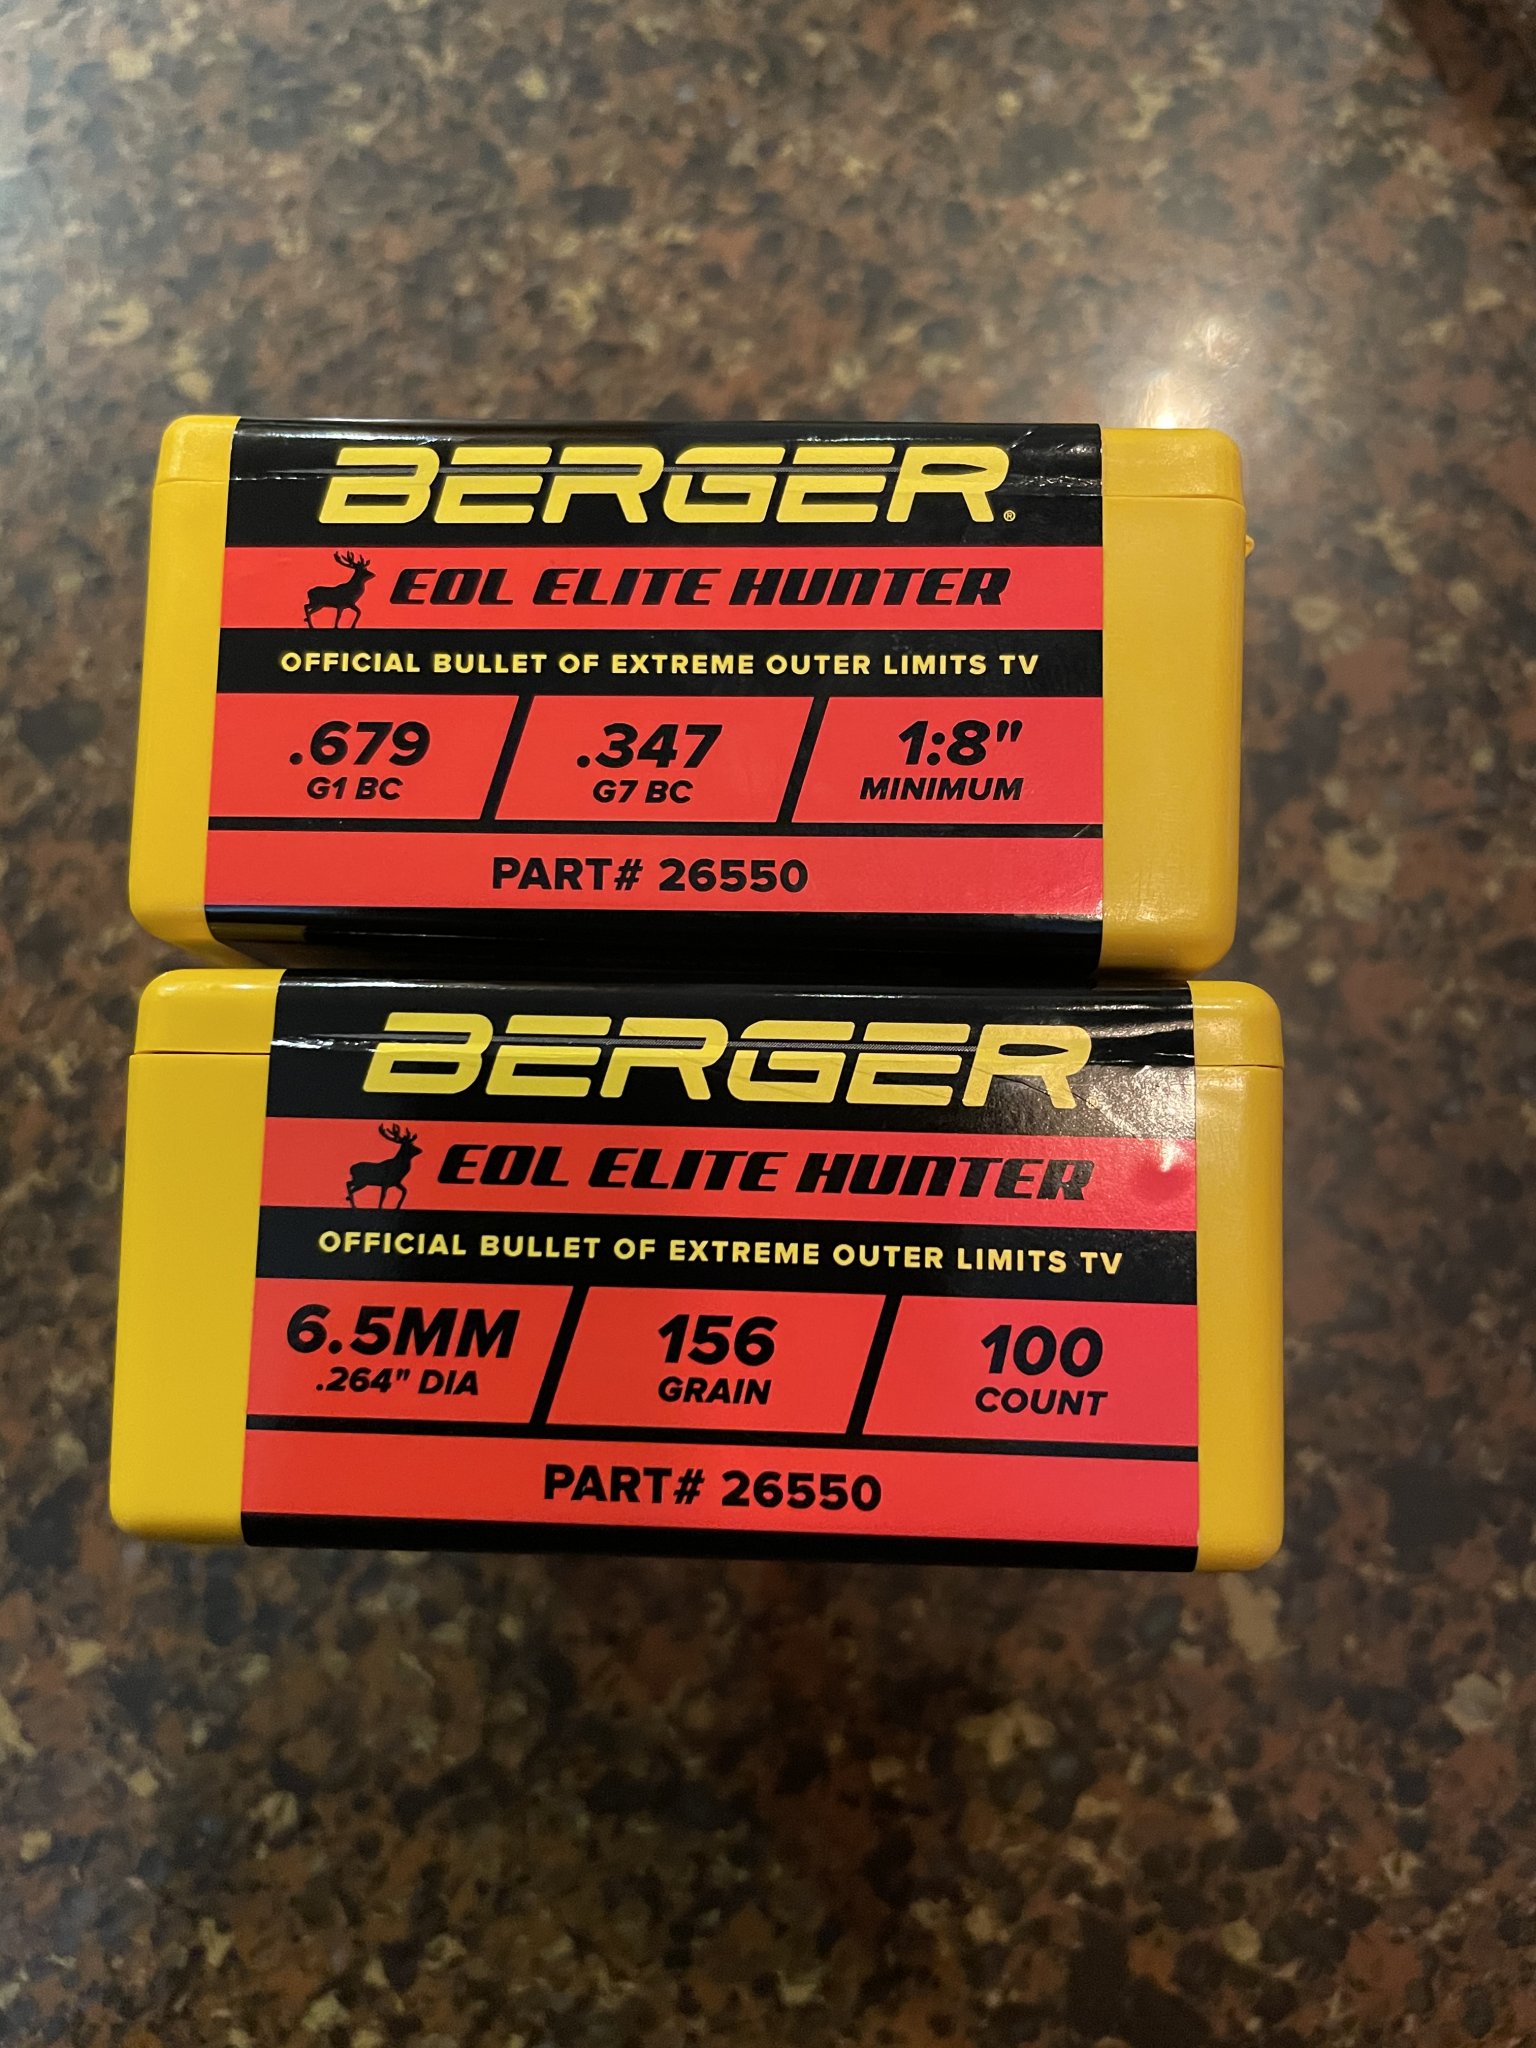 BERGER®
EOL ELITE HUNTER
OFFICIAL BULLET OF EXTREME OUTER LIMITS TV
.679 .347 1:8"
G1 BC G7 BC MINIMUM
PART# 26550
BERGER®
EOL ELITE HUNTER
OFFICIAL BULLET OF EXTREME OUTER LIMITS TV
6.5MM 156 100
.264" DIA GRAIN COUNT
PART# 26550